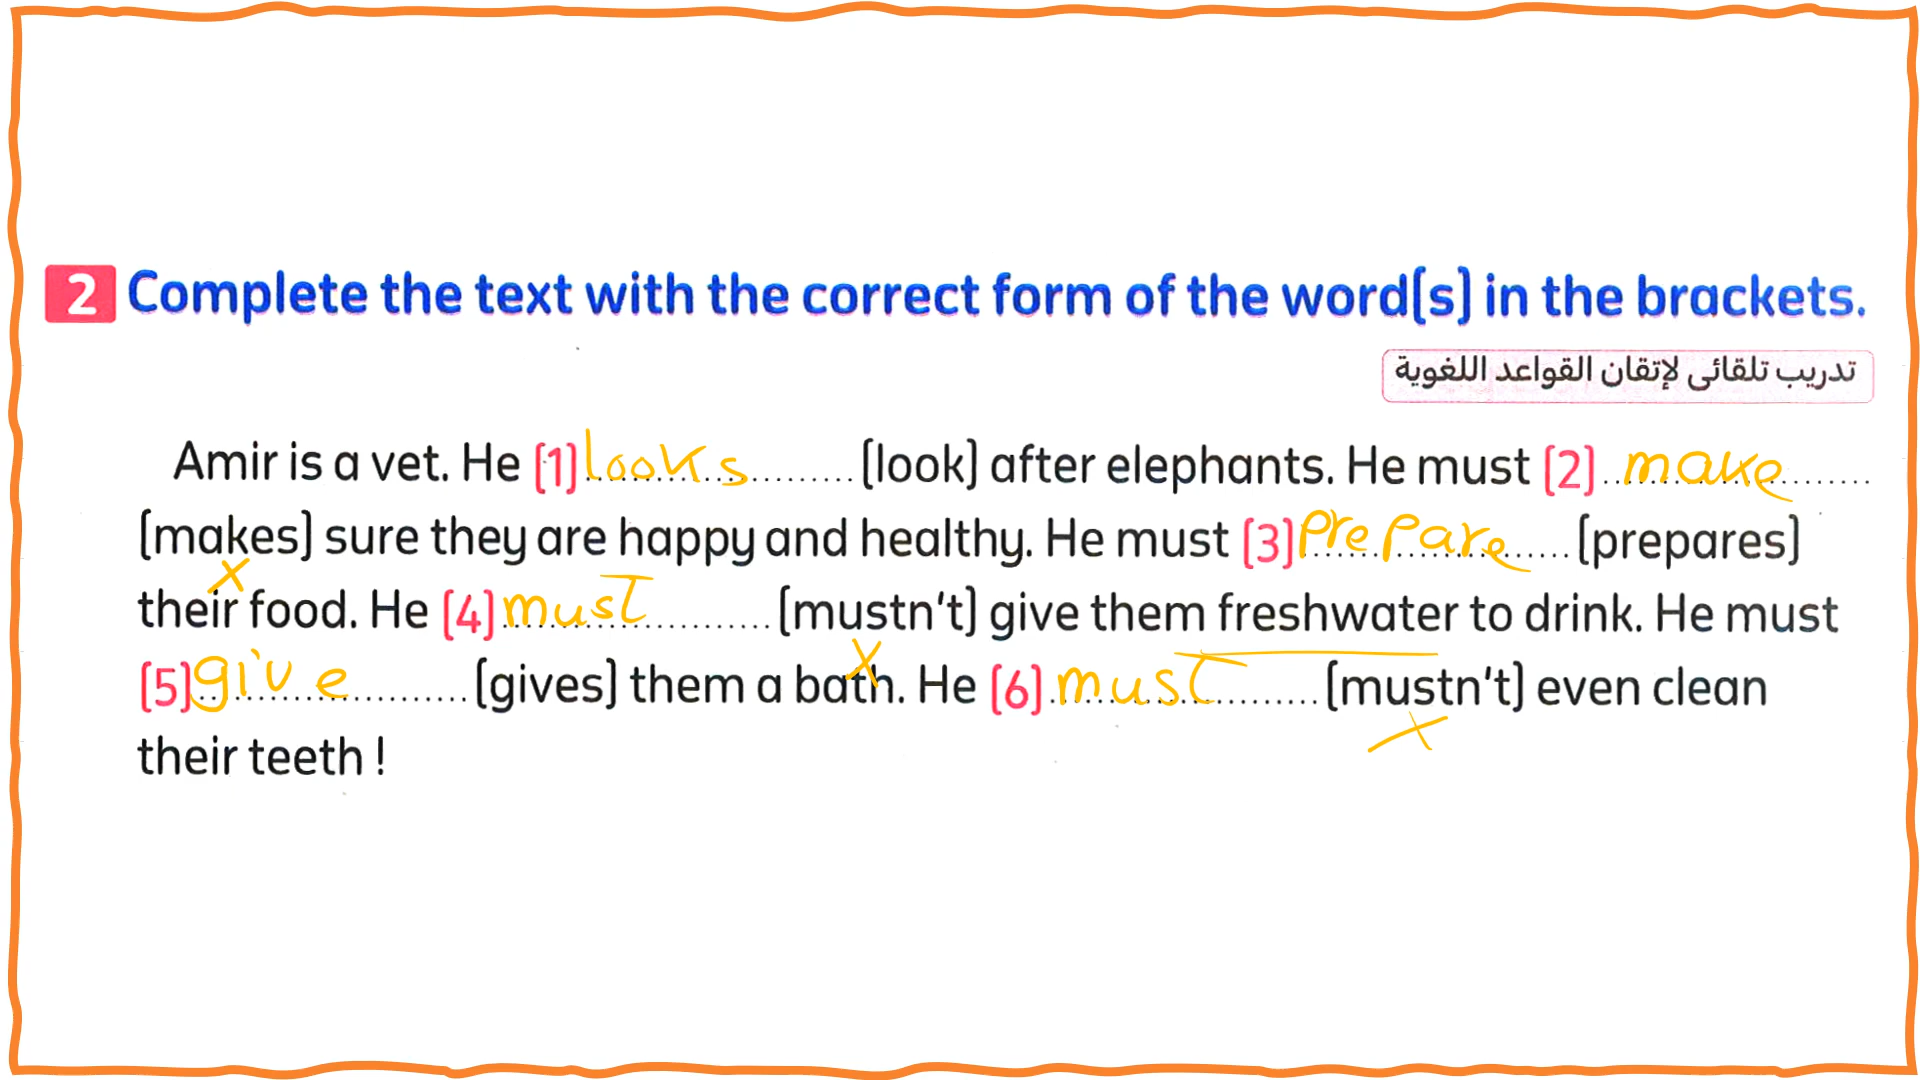 2 Complete the text with the correct form of the word(s) in the brackets.
تدريب تلقائى لإتقان القواعد اللغوية
Amir is a vet. He (1) looks (look) after elephants. He must (2) make
(makes) sure they are happy and healthy. He must (3) prepare (prepares)
their food. He (4) must (mustn't) give them freshwater to drink. He must
(5) give (gives) them a bath. He (6) must (mustn't) even clean
their teeth !